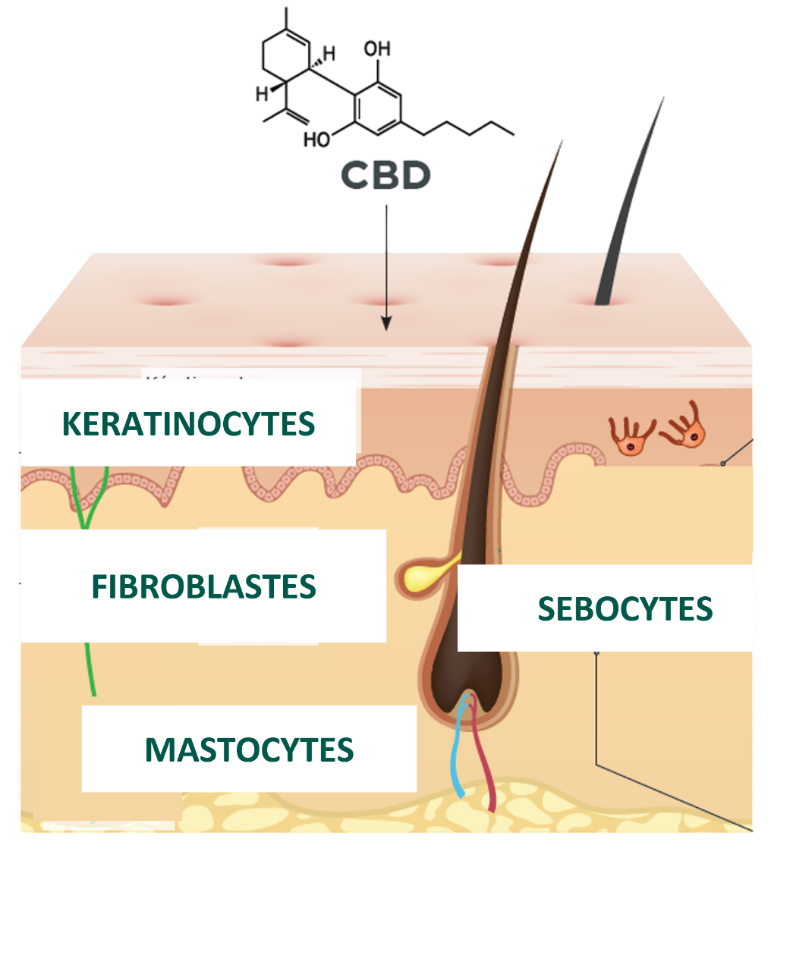 H
OH
H
HO
CBD
KERATINOCYTES
FIBROBLASTES
SEBOCYTES
MASTOCYTES